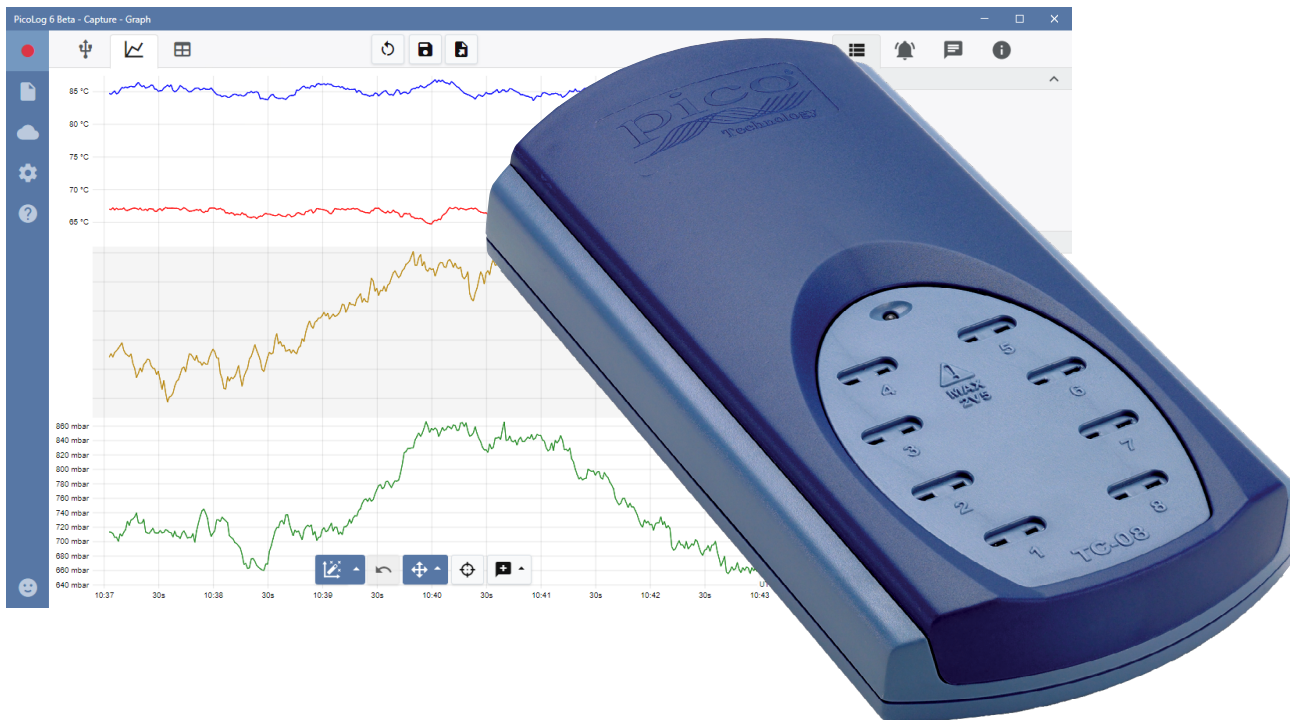 PicoLog 6 Beta - Capture - Graph
85 °C
80 °C
75 °C
70 °C
65 °C
860 mbar
840 mbar
820 mbar
800 mbar
780 mbar
760 mbar
740 mbar
720 mbar
700 mbar
680 mbar
660 mbar
640 mbar
10:37 30s 10:38 30s 10:39 30s 10:40 30s 10:41 30s 10:42 30s 10:43
pico
Technology
5
4
MAX
2V5
6
3
7
2
8
1
TC-08